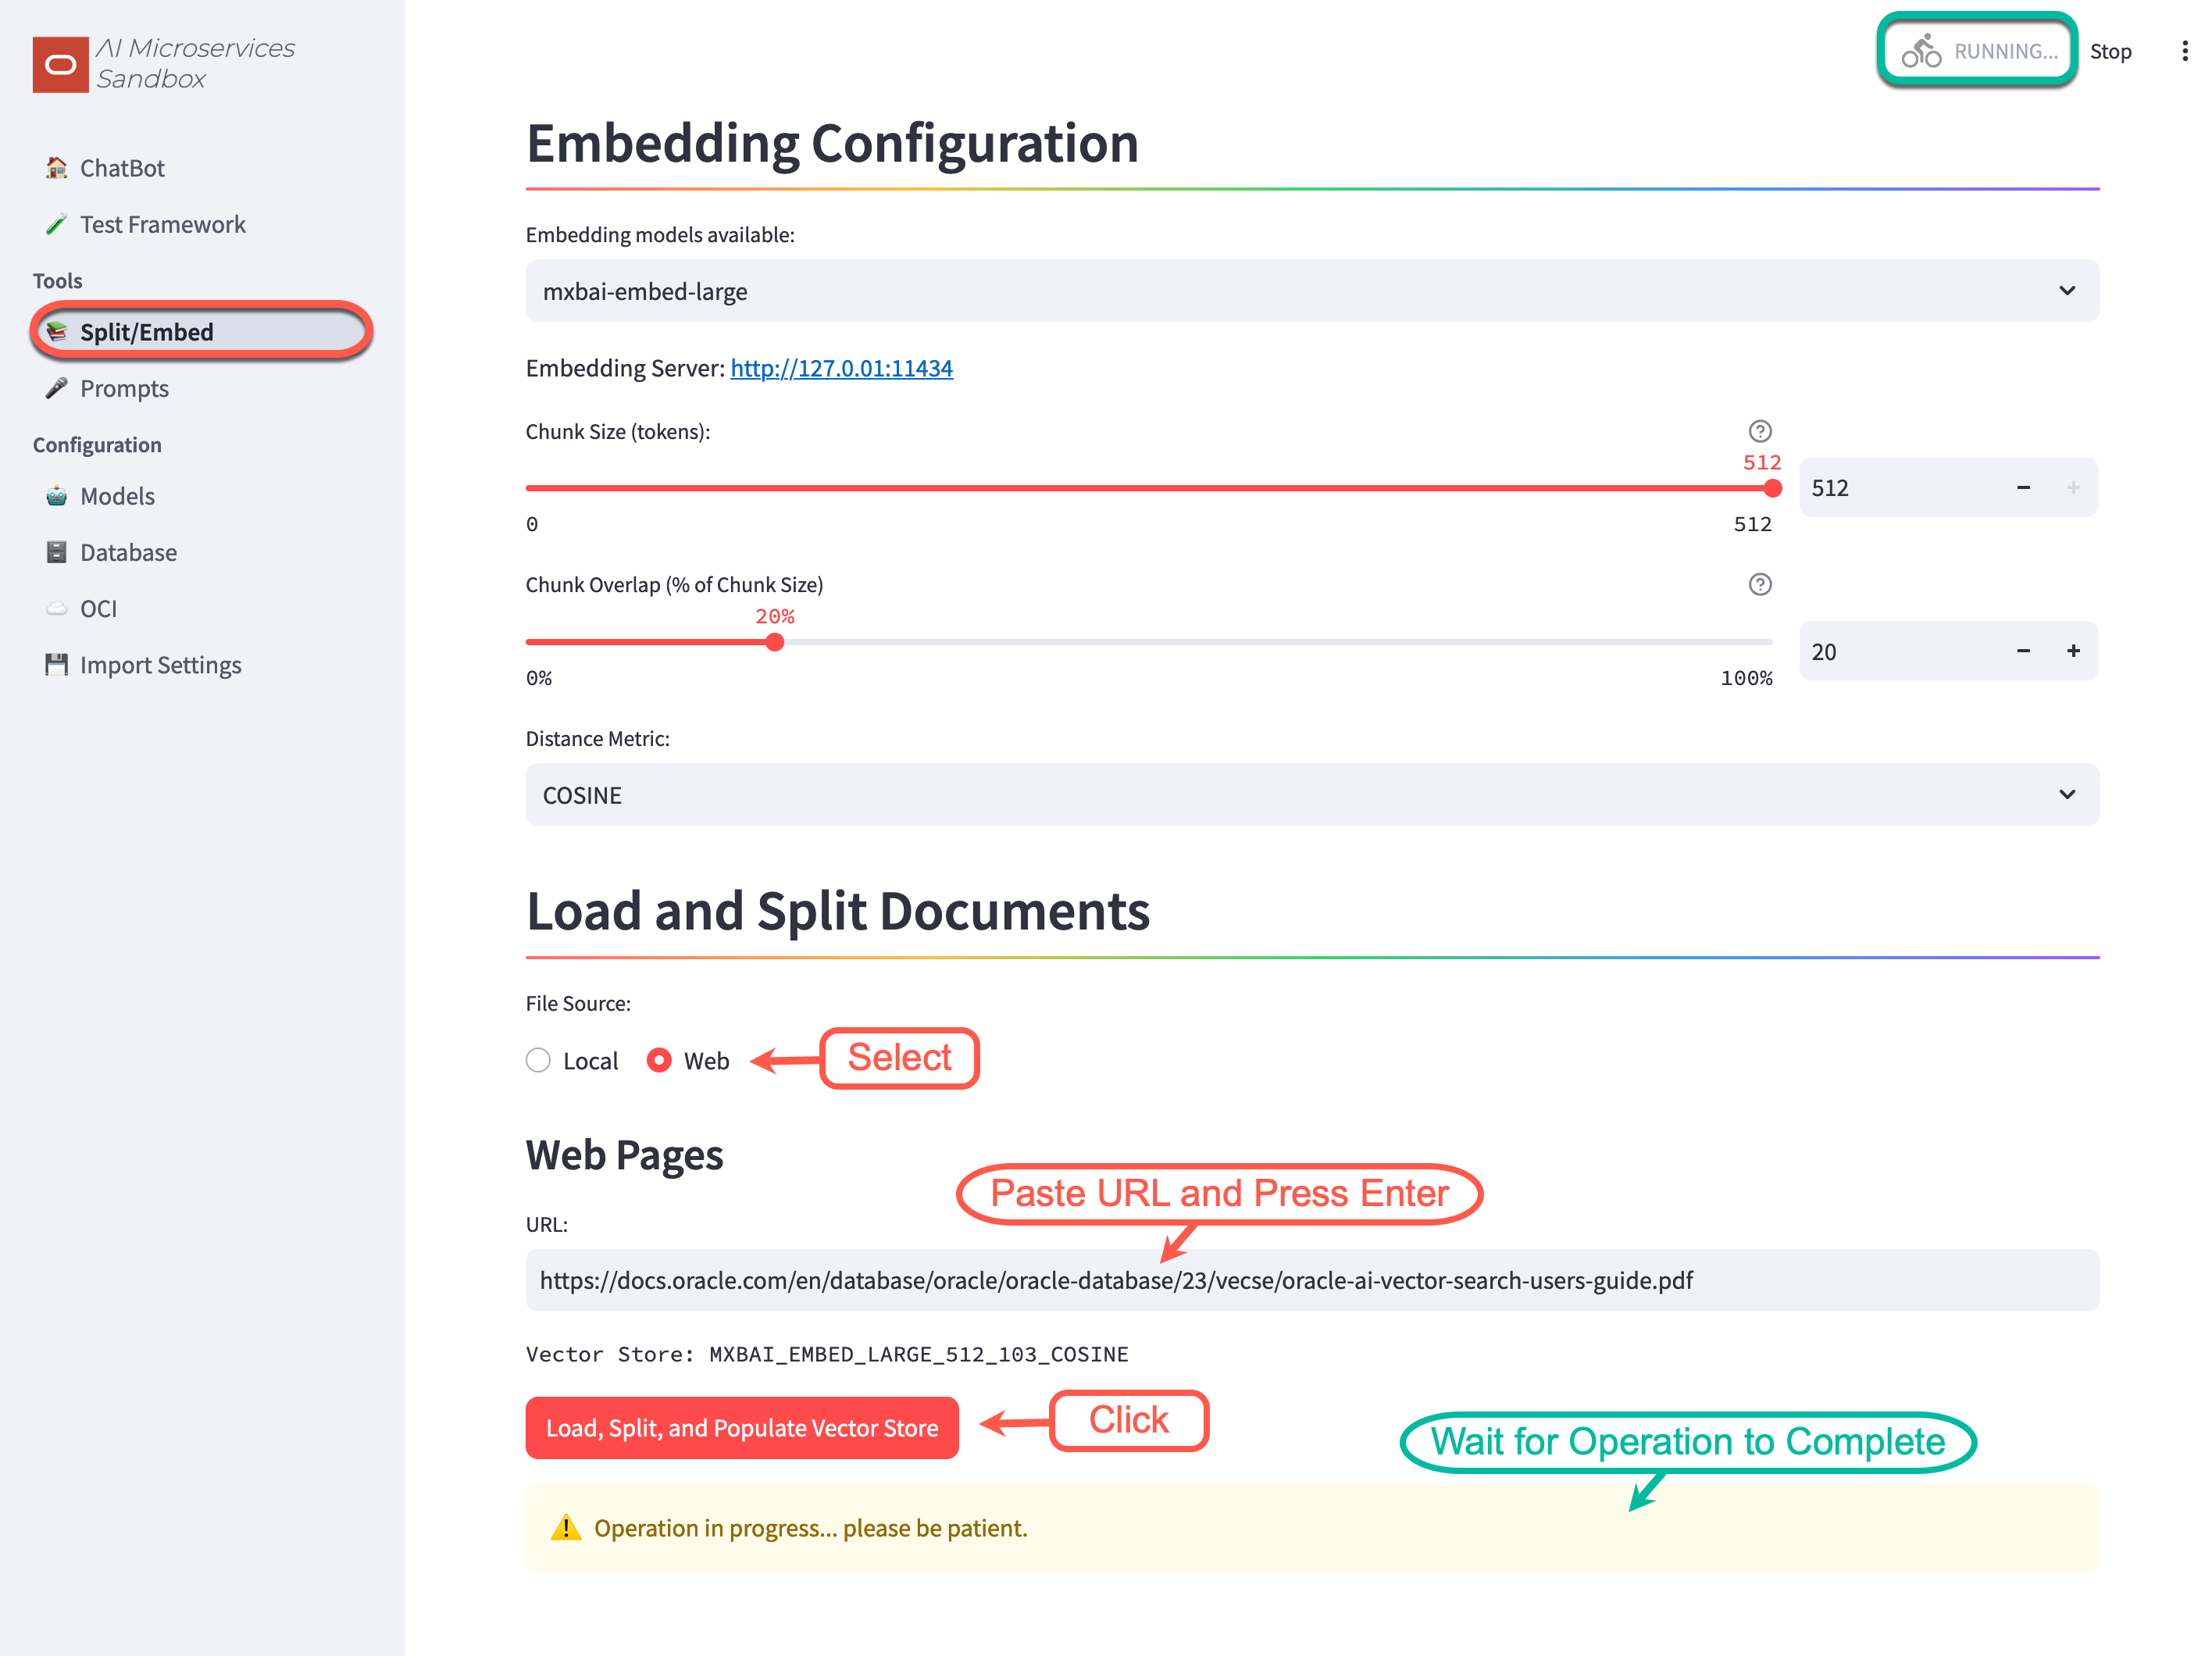 AI Microservices
Sandbox
RUNNING...
Stop
ChatBot
Test Framework
Tools
Split/Embed
Prompts
Configuration
Models
Database
OCI
Import Settings
Embedding Configuration
Embedding models available:
mxbai-embed-large
Embedding Server: http://127.0.01:11434
Chunk Size (tokens):
512
512
0
512
Chunk Overlap (% of Chunk Size)
20%
20
0%
100%
Distance Metric:
COSINE
Load and Split Documents
File Source:
Local
Web
Select
Web Pages
Paste URL and Press Enter
URL:
https://docs.oracle.com/en/database/oracle/oracle-database/23/vecse/oracle-ai-vector-search-users-guide.pdf
Vector Store: MXBAI_EMBED_LARGE_512_103_COSINE
Load, Split, and Populate Vector Store
Click
Wait for Operation to Complete
Operation in progress... please be patient.